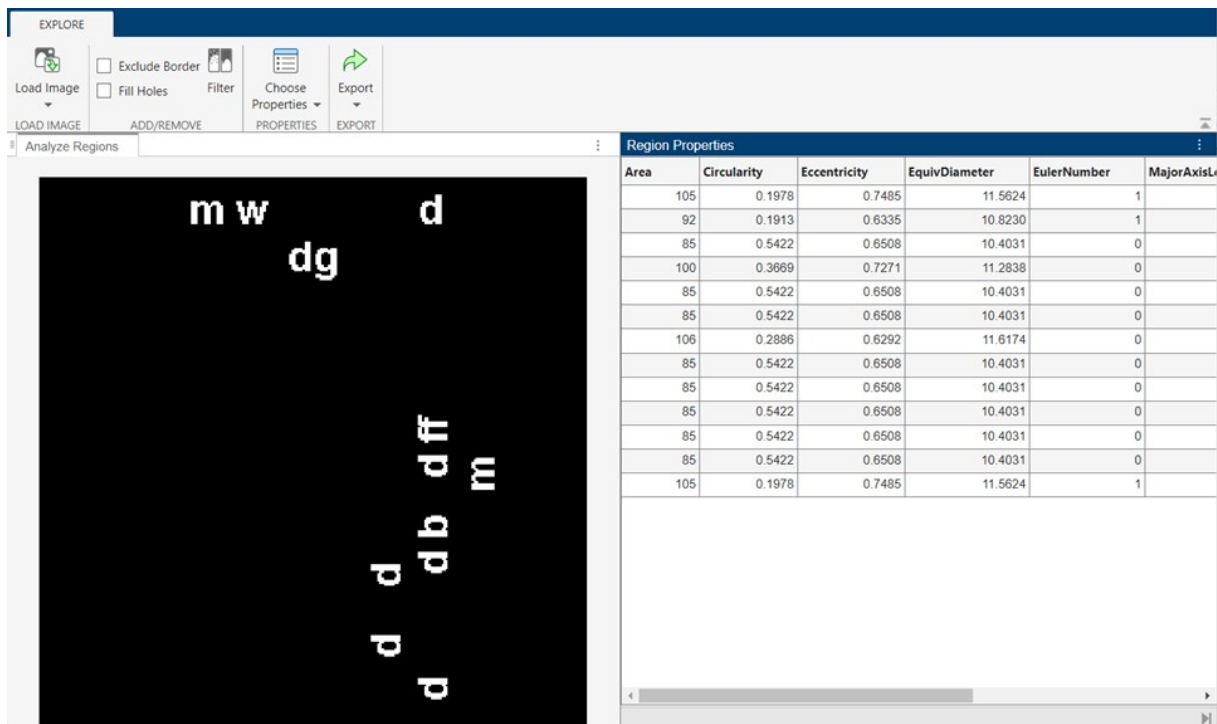 EXPLORE
Load Image
Exclude Border
Fill Holes
Filter
Choose
Properties
Export
LOAD IMAGE
ADD/REMOVE
PROPERTIES
EXPORT
Analyze Regions
m w d
dg
ff
d
m
b
d
d
d
d
Region Properties
Area Circularity Eccentricity EquivDiameter EulerNumber MajorAxisLe
105 0.1978 0.7485 11.5624 1
92 0.1913 0.6335 10.8230 1
85 0.5422 0.6508 10.4031 0
100 0.3669 0.7271 11.2838 0
85 0.5422 0.6508 10.4031 0
85 0.5422 0.6508 10.4031 0
106 0.2886 0.6292 11.6174 0
85 0.5422 0.6508 10.4031 0
85 0.5422 0.6508 10.4031 0
85 0.5422 0.6508 10.4031 0
85 0.5422 0.6508 10.4031 0
85 0.5422 0.6508 10.4031 0
105 0.1978 0.7485 11.5624 1